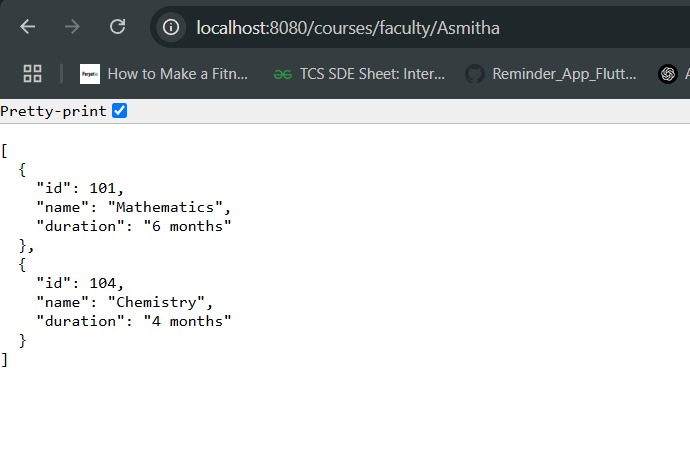 localhost:8080/courses/faculty/Asmitha
Perpetio How to Make a Fitn... TCS SDE Sheet: Inter... Reminder_App_Flutt...
Pretty-print
[
  {
    "id": 101,
    "name": "Mathematics",
    "duration": "6 months"
  },
  {
    "id": 104,
    "name": "Chemistry",
    "duration": "4 months"
  }
]